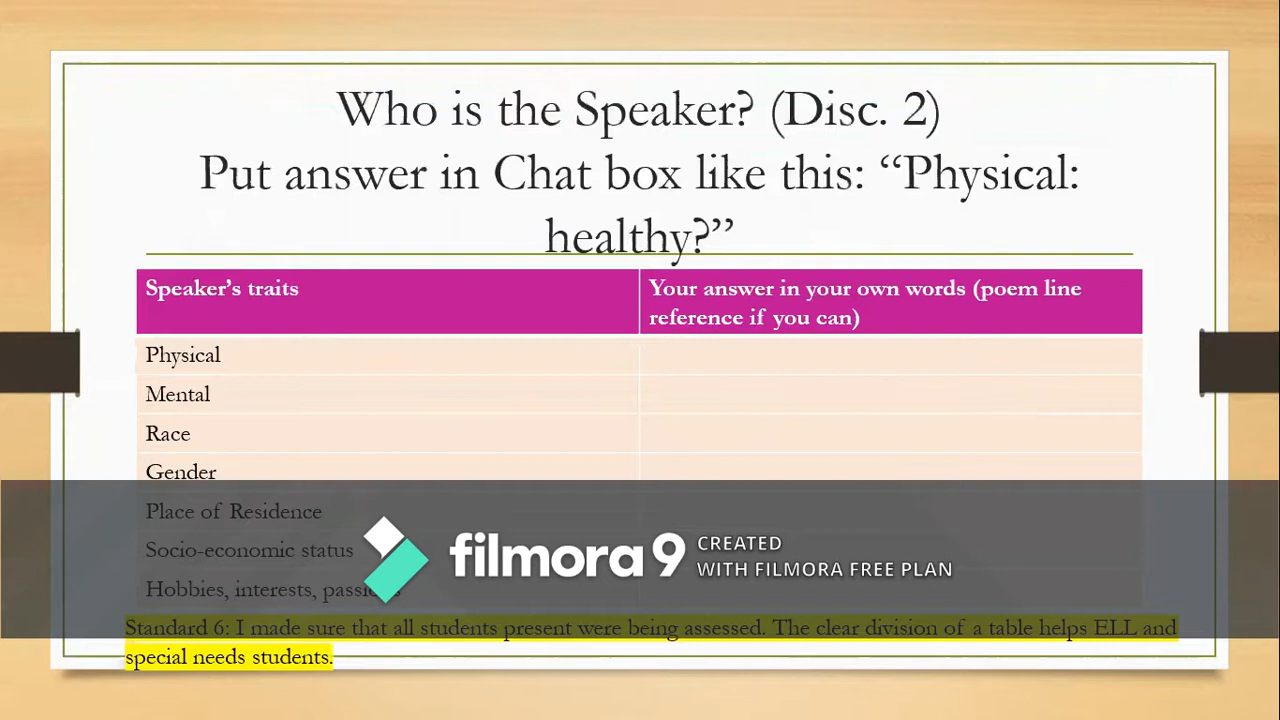 Who is the Speaker? (Disc. 2)
Put answer in Chat box like this: “Physical:
healthy?”
Speaker’s traits
Your answer in your own words (poem line
reference if you can)
Physical
Mental
Race
Gender
Place of Residence
Socio-economic status
Hobbies, interests,
filmora 9 CREATED
WITH FILMORA FREE PLAN
Standard 6: I made sure that all students present were being assessed. The clear division of a table helps ELL and
special needs students.